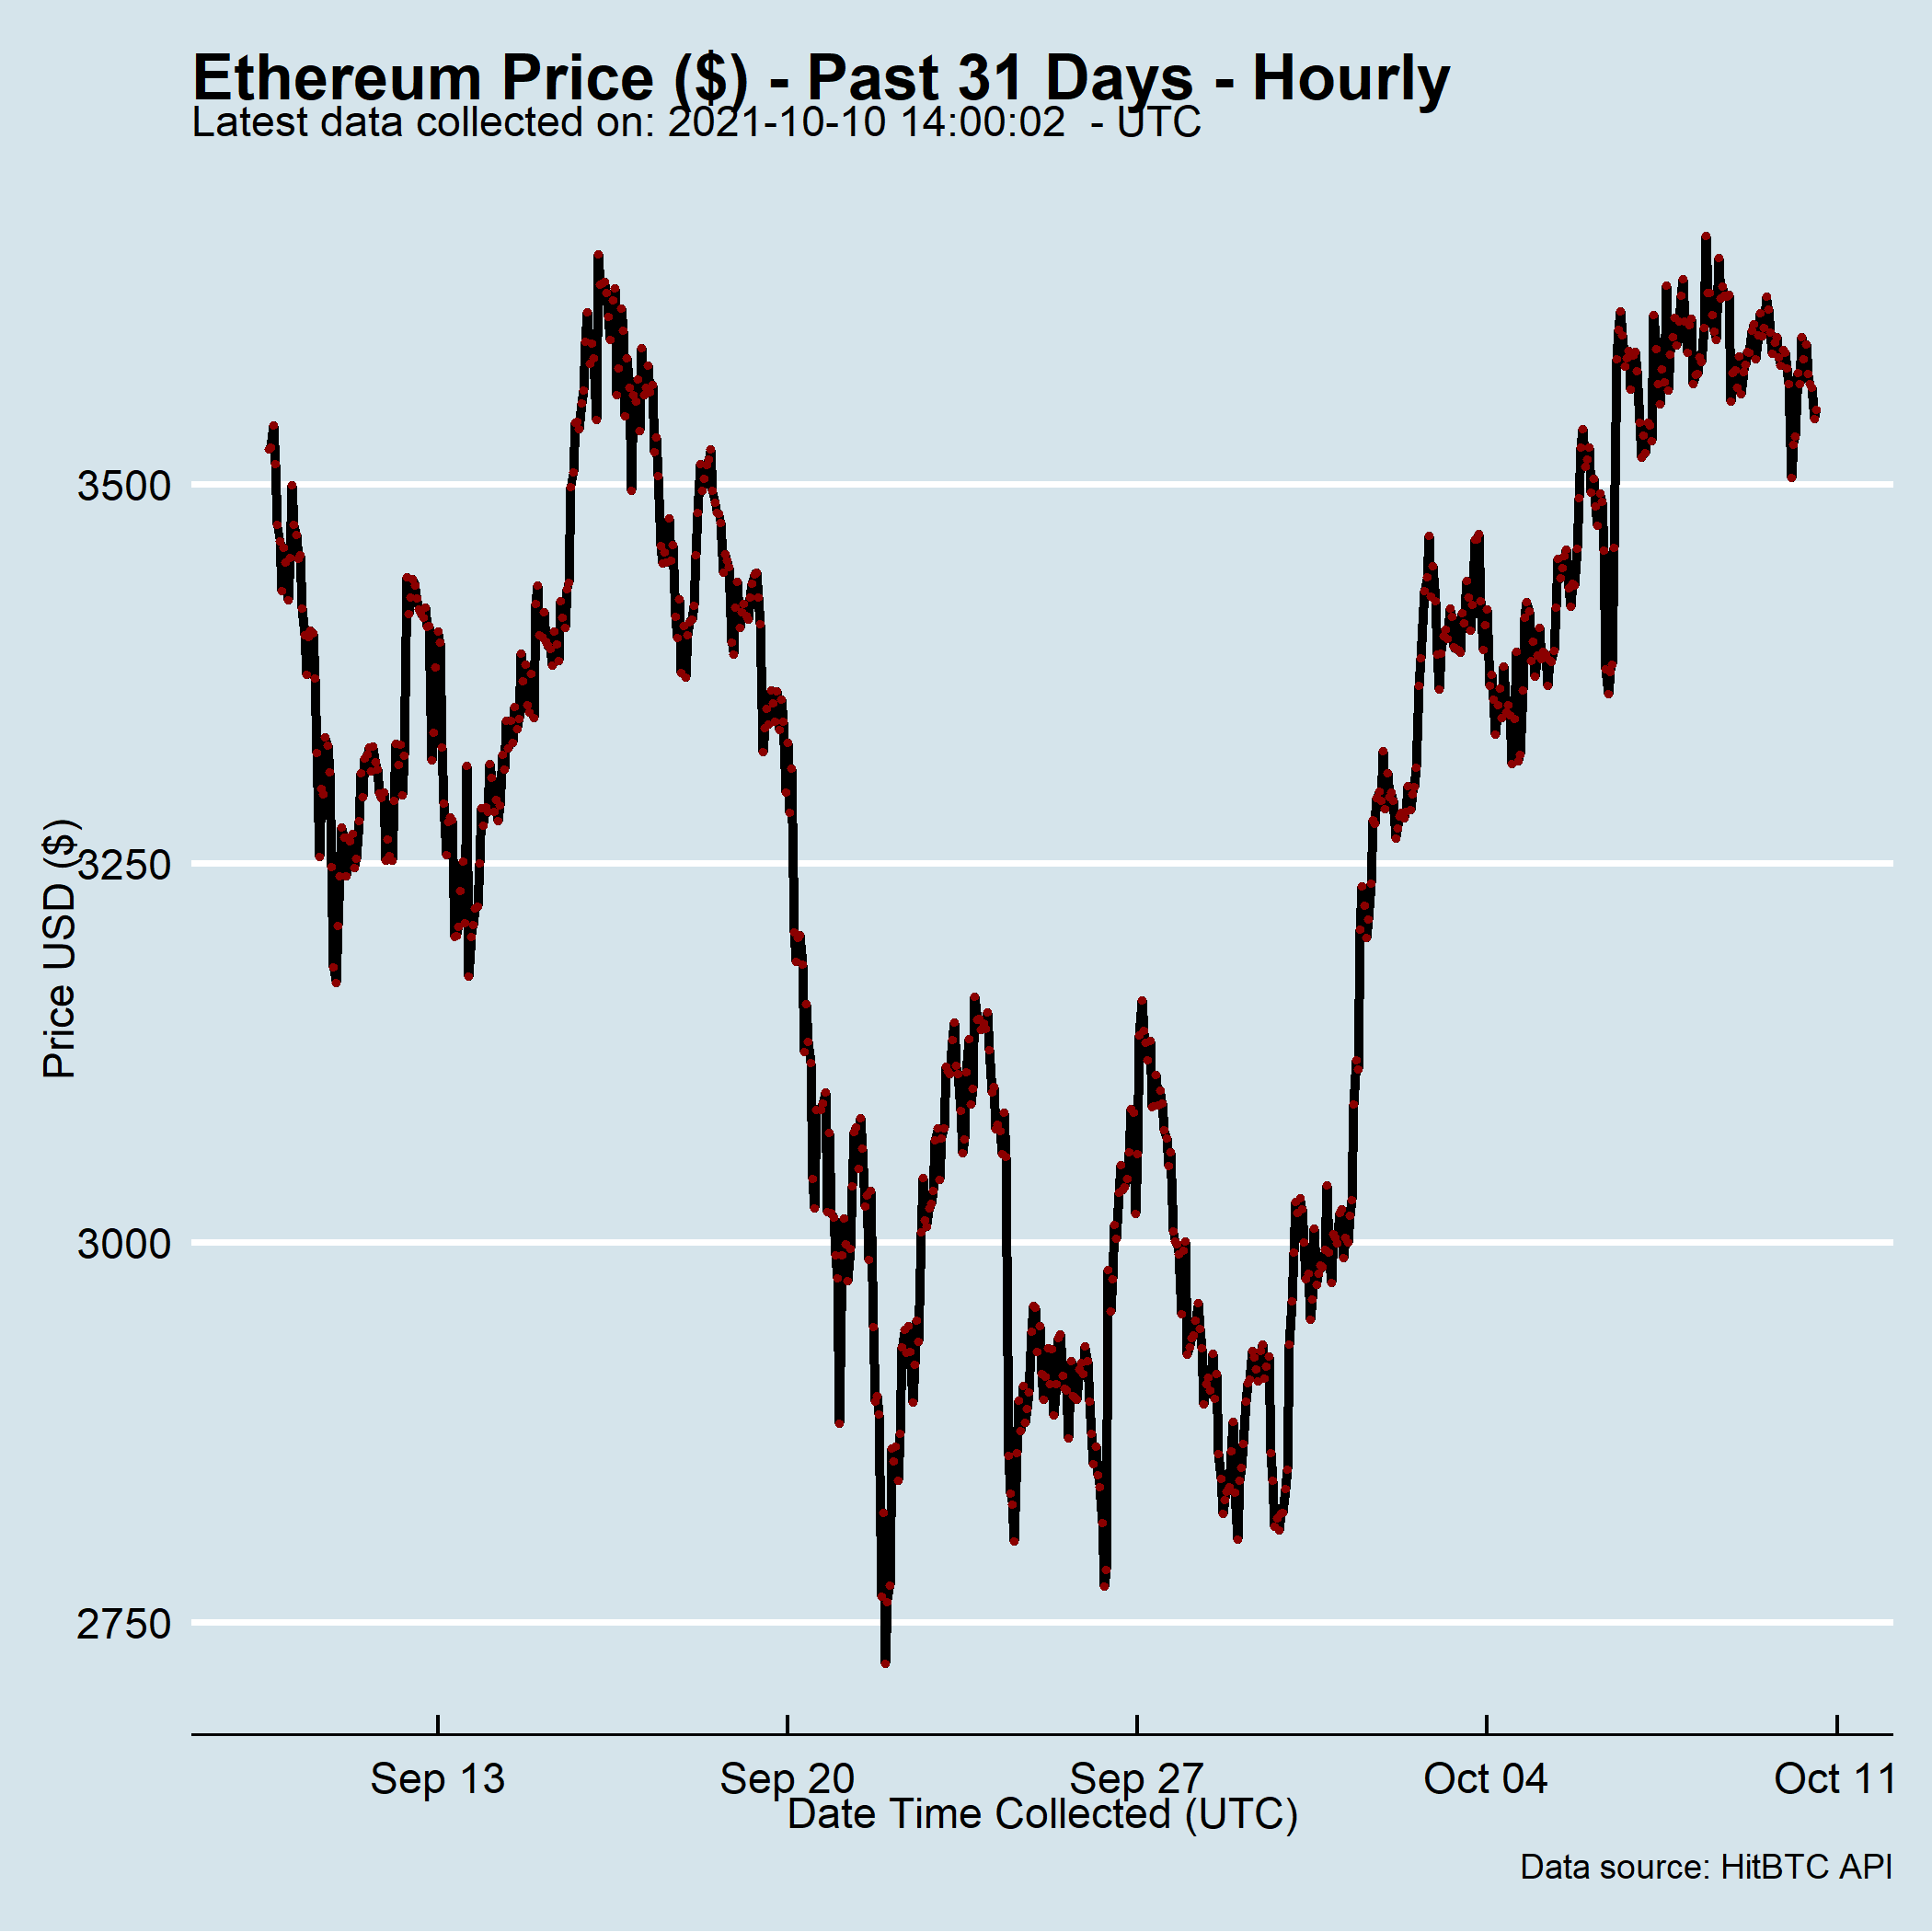 Ethereum Price ($) - Past 31 Days - Hourly
Latest data collected on: 2021-10-10 14:00:02  - UTC
Price USD ($)
3500
3250
3000
2750
Sep 13
Sep 20
Sep 27
Oct 04
Oct 11
Date Time Collected (UTC)
Data source: HitBTC API